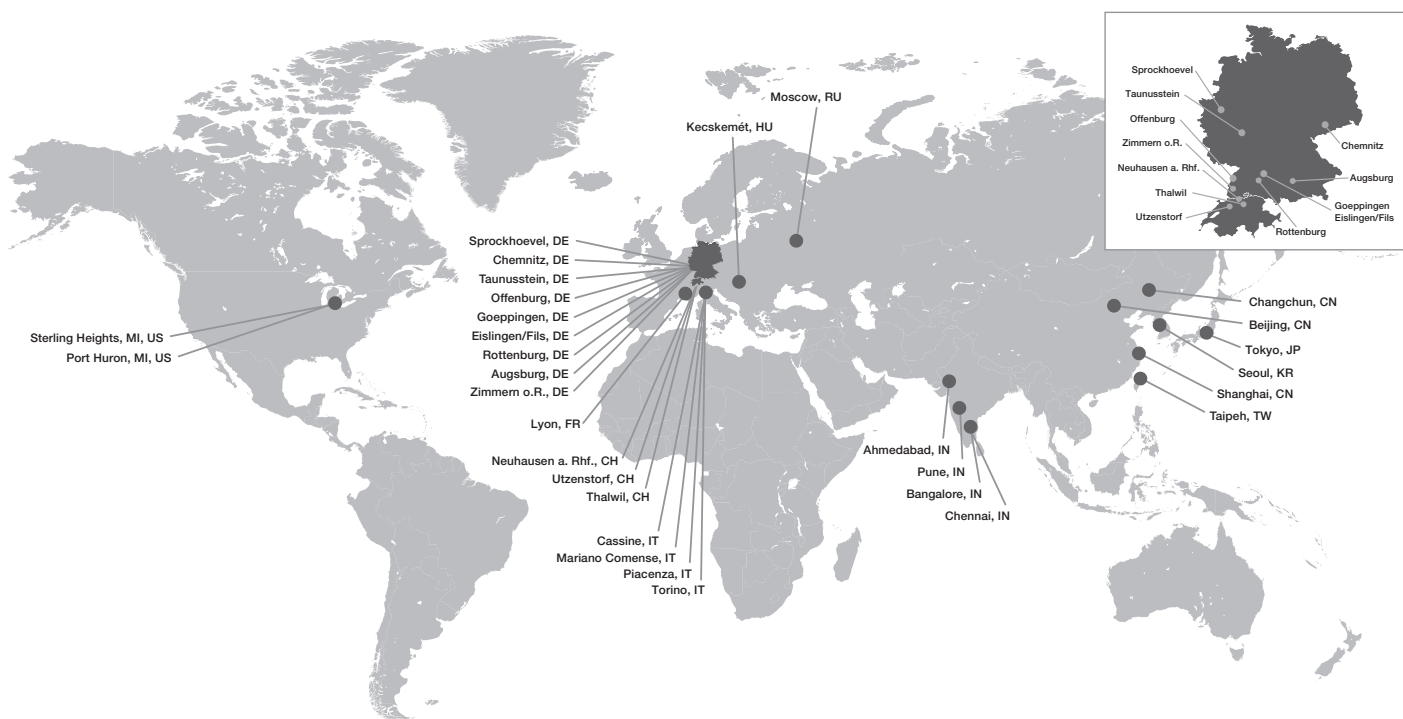 Moscow, RU
Kecskemét, HU
Sprockhoevel, DE
Chemnitz, DE
Taunusstein, DE
Offenburg, DE
Goeppingen, DE
Eislingen/Fils, DE
Rottenburg, DE
Augsburg, DE
Zimmern o.R., DE
Lyon, FR
Neuhausen a. Rhf., CH
Utzenstorf, CH
Thalwil, CH
Cassine, IT
Mariano Comense, IT
Piacenza, IT
Torino, IT
Sterling Heights, MI, US
Port Huron, MI, US
Ahmedabad, IN
Pune, IN
Bangalore, IN
Chennai, IN
Changchun, CN
Beijing, CN
Tokyo, JP
Seoul, KR
Shanghai, CN
Taipeh, TW
Sprockhoevel
Taunusstein
Offenburg
Zimmern o.R.
Neuhausen a. Rhf.
Thalwil
Utzenstorf
Chemnitz
Augsburg
Goeppingen
Eislingen/Fils
Rottenburg